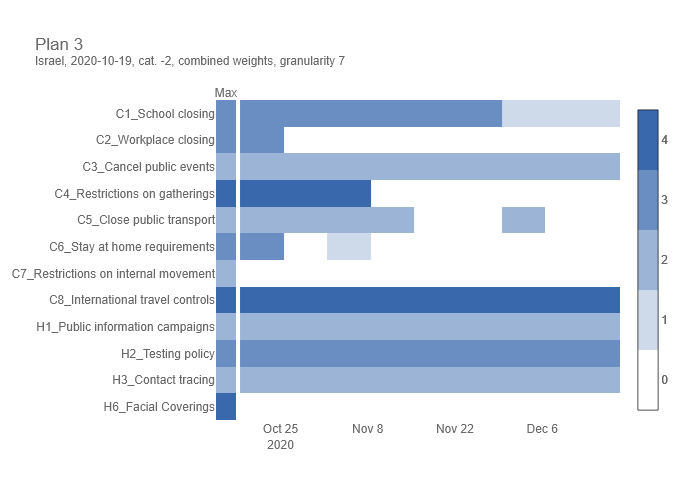 Plan 3
Israel, 2020-10-19, cat. -2, combined weights, granularity 7
Max
C1_School closing
C2_Workplace closing
C3_Cancel public events
C4_Restrictions on gatherings
C5_Close public transport
C6_Stay at home requirements
C7_Restrictions on internal movement
C8_International travel controls
H1_Public information campaigns
H2_Testing policy
H3_Contact tracing
H6_Facial Coverings
Oct 25 Nov 8 Nov 22 Dec 6
2020
4
3
2
1
0